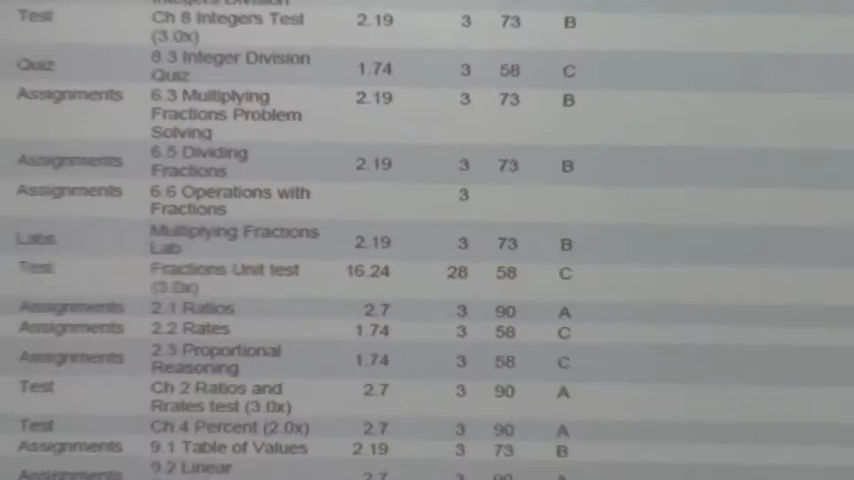 Test Ch 8 Integers Test 2.19 3 73 B
(3.0x)
Quiz 8.3 Integer Division 1.74 3 58 C
Quiz
Assignments 6.3 Multiplying 2.19 3 73 B
Fractions Problem
Solving
Assignments 6.5 Dividing 2.19 3 73 B
Fractions
Assignments 6.6 Operations with 3
Fractions
Labs Multiplying Fractions 2.19 3 73 B
Lab
Test Fractions Unit test 16.24 28 58 C
(3.0x)
Assignments 2.1 Ratios 2.7 3 90 A
Assignments 2.2 Rates 1.74 3 58 C
Assignments 2.3 Proportional 1.74 3 58 C
Reasoning
Test Ch 2 Ratios and 2.7 3 90 A
Rrates test (3.0x)
Test Ch 4 Percent (2.0x) 2.7 3 90 A
Assignments 9.1 Table of Values 2.19 3 73 B
Assignments 9.2 Linear 2.7 3 90 A